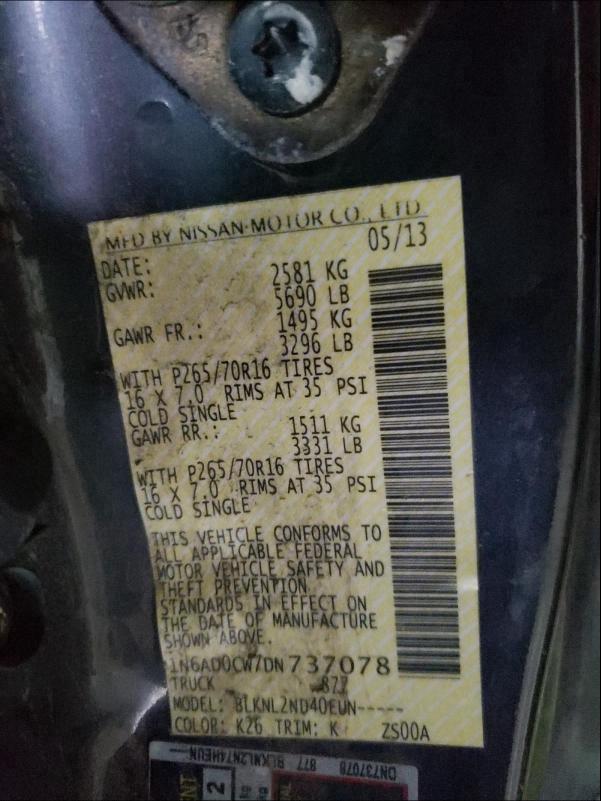 MFD BY NISSAN MOTOR CO., LTD.
DATE: 05/13
GVWR: 2581 KG
5690 LB
GAWR FR.: 1495 KG
3296 LB
WITH P265/70R16 TIRES
16 X 7.0 RIMS AT 35 PSI
COLD SINGLE
GAWR RR.: 1511 KG
3331 LB
WITH P265/70R16 TIRES
16 X 7.0 RIMS AT 35 PSI
COLD SINGLE
THIS VEHICLE CONFORMS TO
ALL APPLICABLE FEDERAL
MOTOR VEHICLE SAFETY AND
THEFT PREVENTION
STANDARDS IN EFFECT ON
THE DATE OF MANUFACTURE
SHOWN ABOVE.
1N6AD0CW7DN737078
TRUCK 877
MODEL: BLKNL2ND40EUN-----
COLOR: K26 TRIM: K ZS00A
DN737078 877 BLKNL2N74HEUN
2